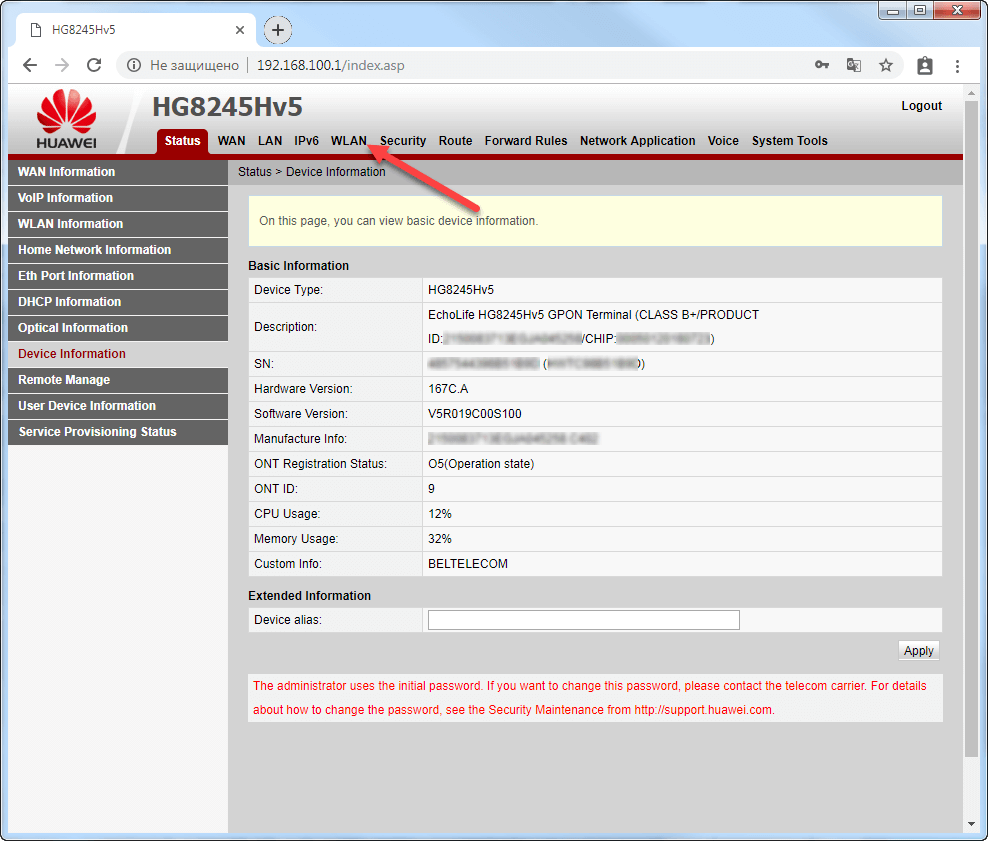 HG8245Hv5
Не защищено | 192.168.100.1/index.asp
HUAWEI
HG8245Hv5
Logout
Status WAN LAN IPv6 WLAN Security Route Forward Rules Network Application Voice System Tools
WAN Information
VoIP Information
WLAN Information
Home Network Information
Eth Port Information
DHCP Information
Optical Information
Device Information
Remote Manage
User Device Information
Service Provisioning Status
Status > Device Information
On this page, you can view basic device information.
Basic Information
Device Type: HG8245Hv5
Description: EchoLife HG8245Hv5 GPON Terminal (CLASS B+/PRODUCT
ID: /CHIP: )
SN: ( )
Hardware Version: 167C.A
Software Version: V5R019C00S100
Manufacture Info:
ONT Registration Status: O5(Operation state)
ONT ID: 9
CPU Usage: 12%
Memory Usage: 32%
Custom Info: BELTELECOM
Extended Information
Device alias:
Apply
The administrator uses the initial password. If you want to change this password, please contact the telecom carrier. For details
about how to change the password, see the Security Maintenance from http://support.huawei.com.